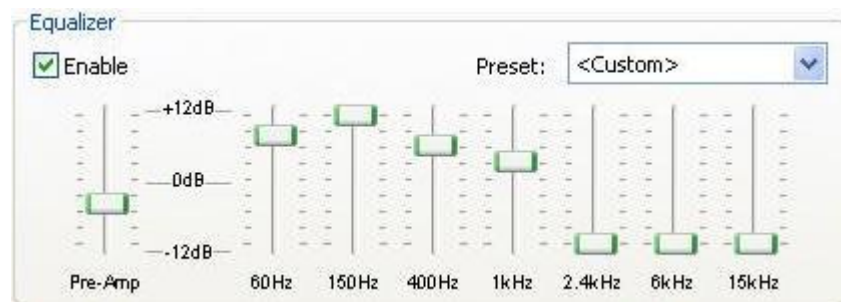 Equalizer
Enable
Preset: <Custom>
+12dB
0dB
-12dB
Pre-Amp 60Hz 150Hz 400Hz 1kHz 2.4kHz 6kHz 15kHz